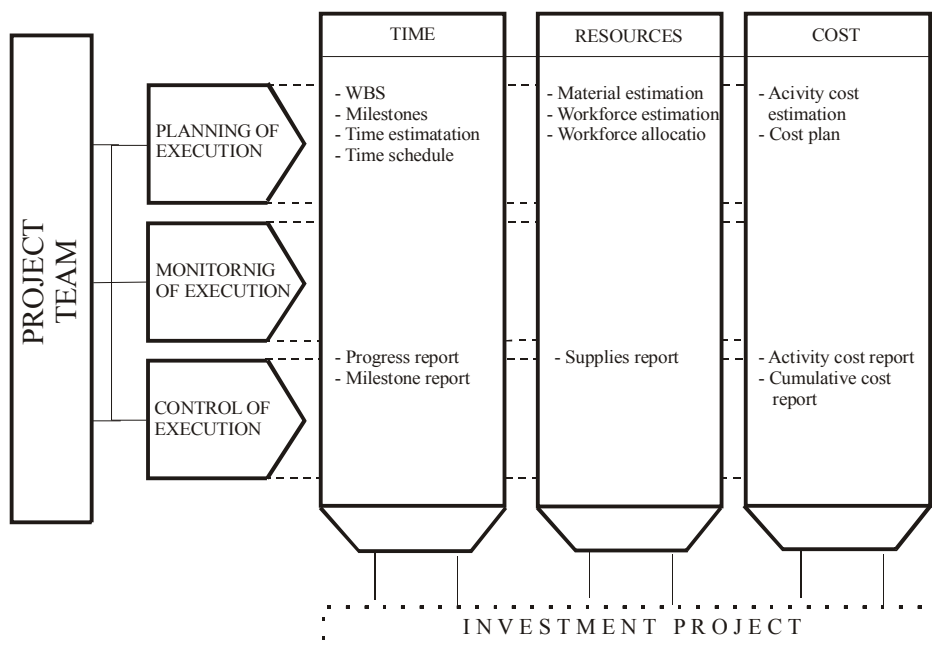 PROJECT
TEAM
PLANNING OF
EXECUTION
MONITORNIG
OF EXECUTION
CONTROL OF
EXECUTION
TIME
- WBS
- Milestones
- Time estimatation
- Time schedule
- Progress report
- Milestone report
RESOURCES
- Material estimation
- Workforce estimation
- Workforce allocatio
- Supplies report
COST
- Acivity cost
estimation
- Cost plan
- Activity cost report
- Cumulative cost
report
INVESTMENT PROJECT